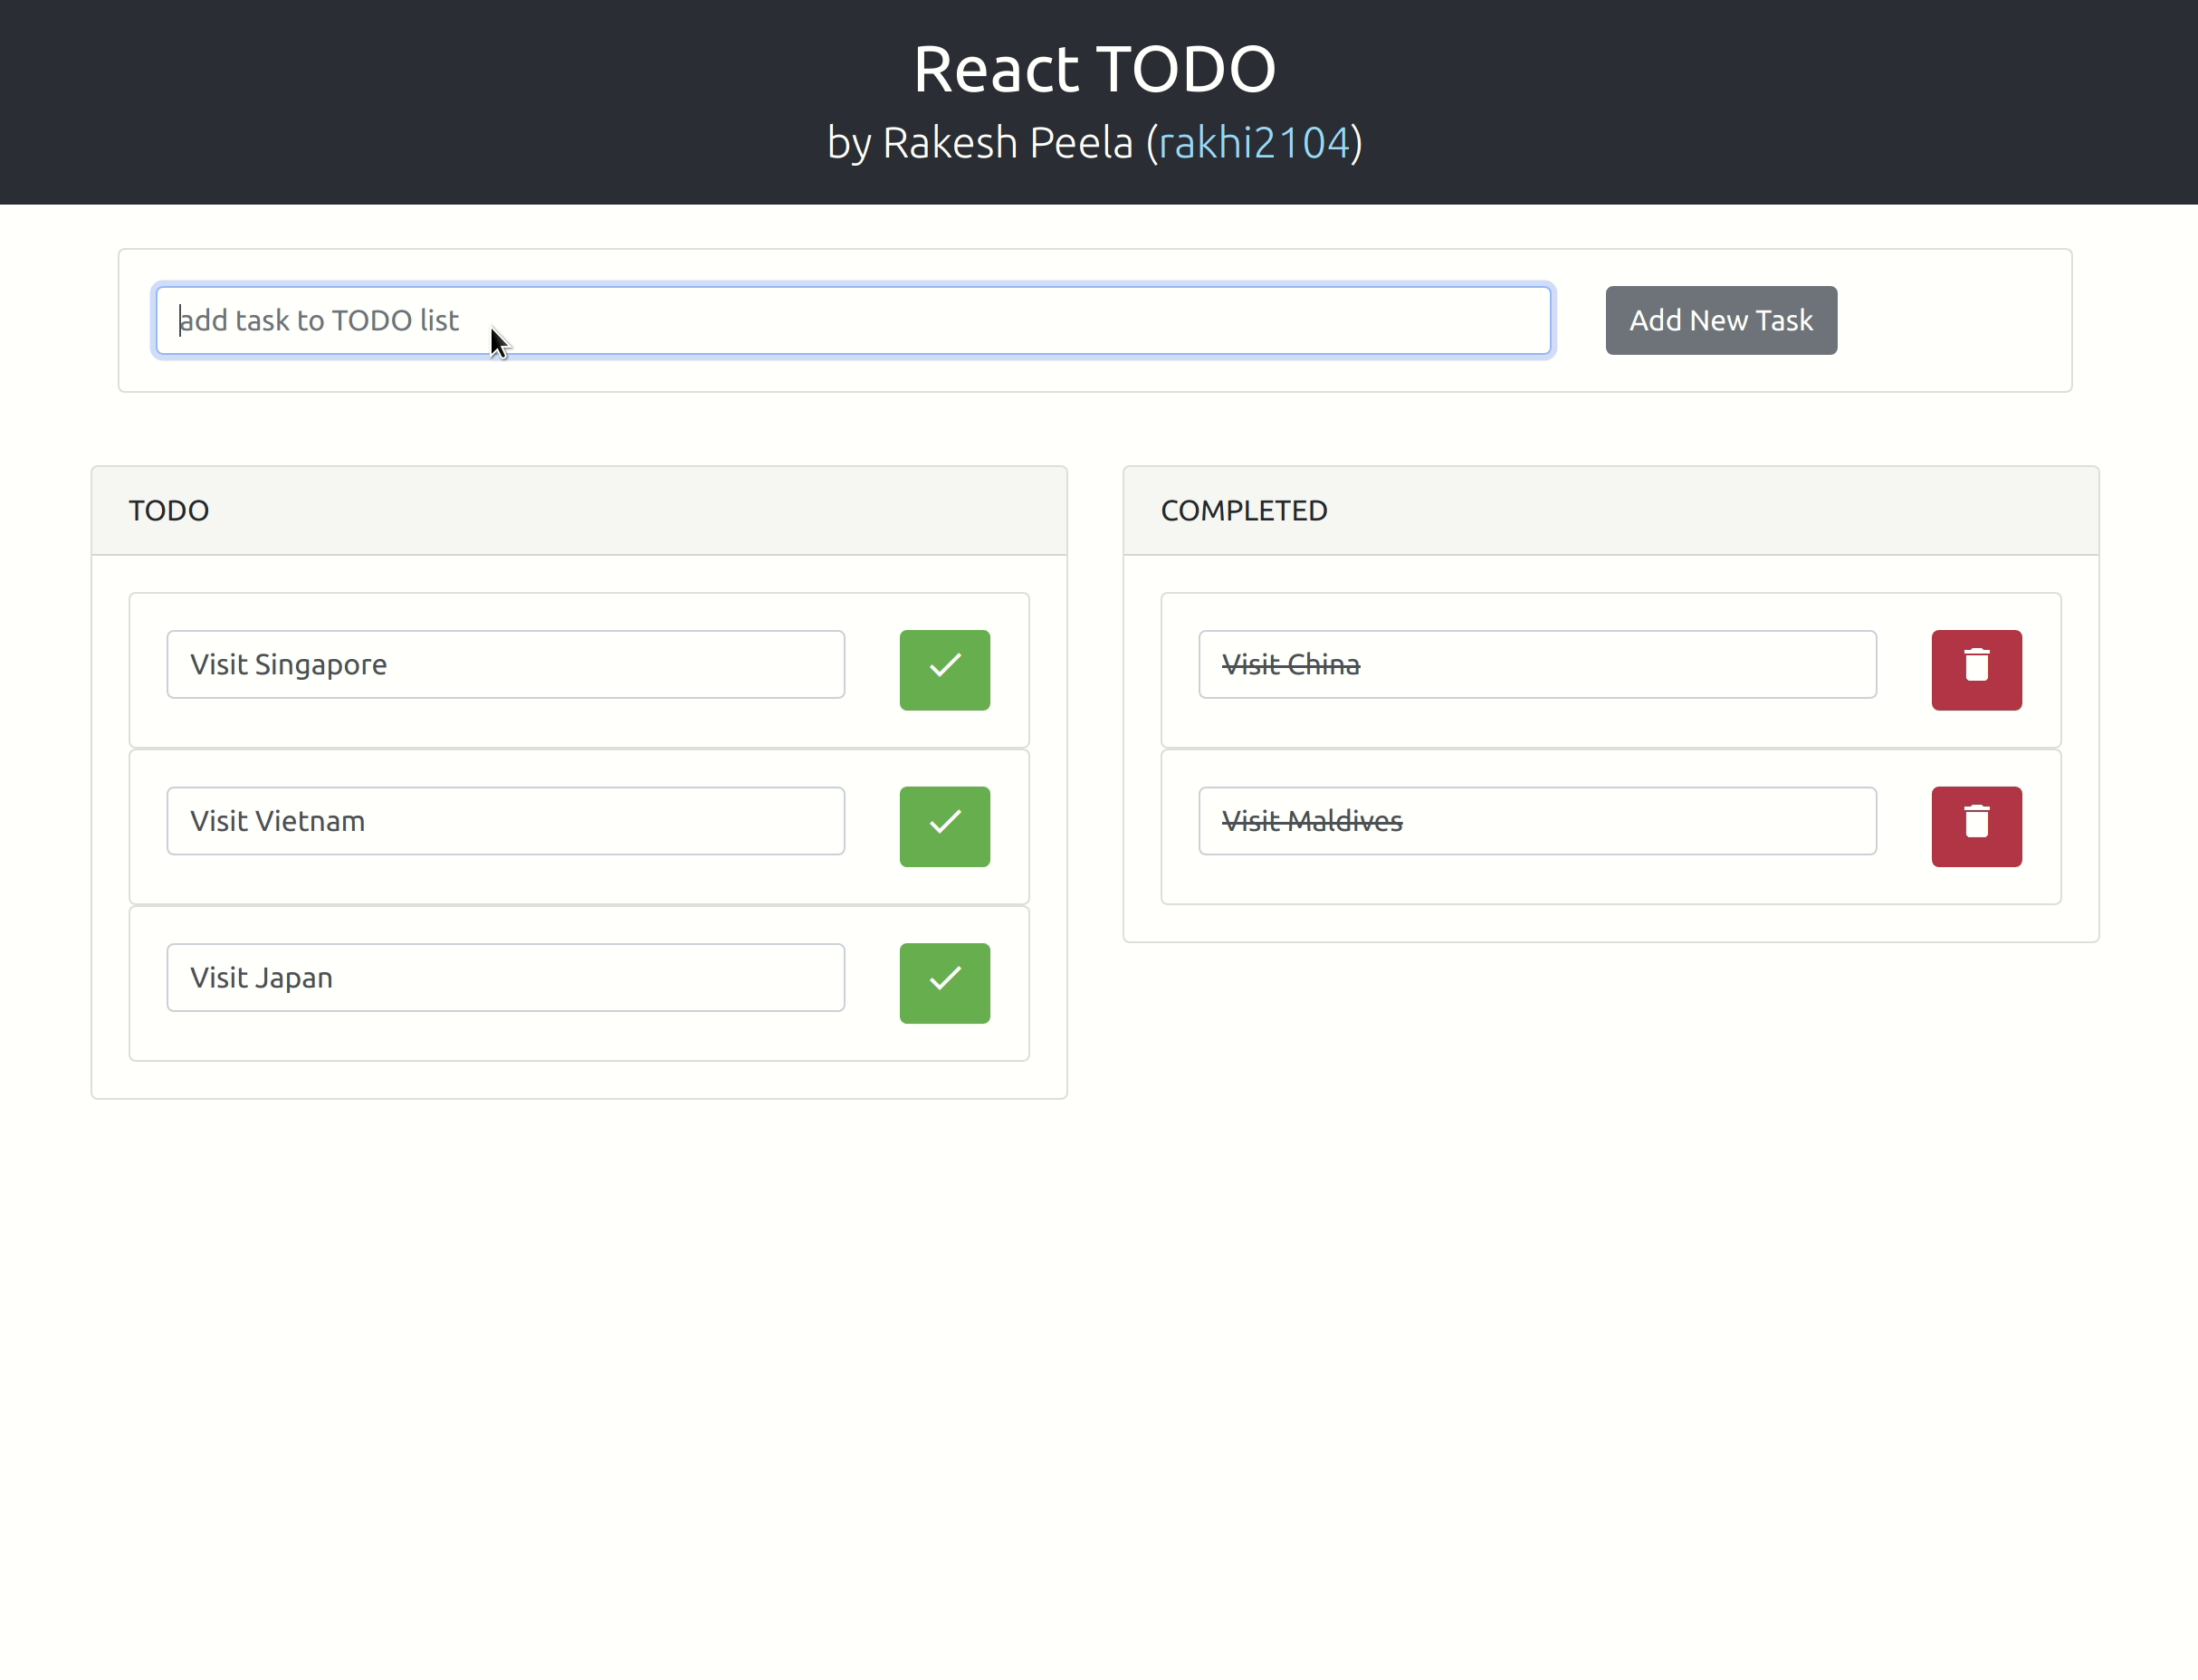 React TODO
by Rakesh Peela (rakhi2104)
add task to TODO list
Add New Task
TODO
Visit Singapore
Visit Vietnam
Visit Japan
COMPLETED
Visit China
Visit Maldives